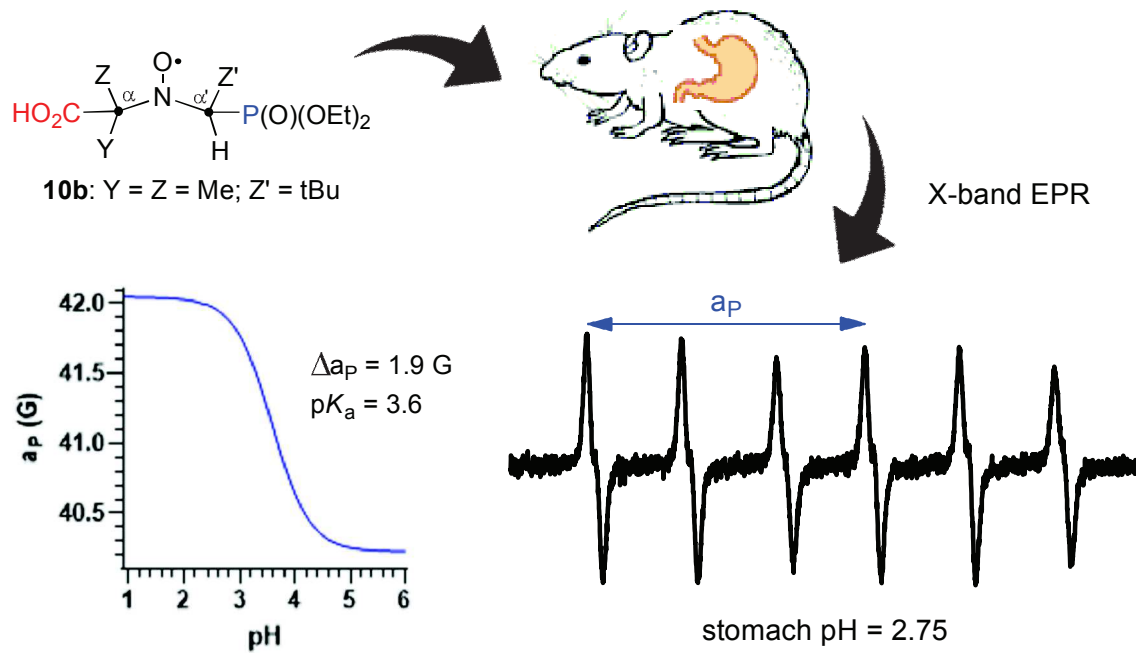 O•
Z Z'
α N α'
HO₂C P(O)(OEt)₂
Y H
10b: Y = Z = Me; Z' = tBu
X-band EPR
42.0
41.5
41.0
40.5
aP (G)
ΔaP = 1.9 G
pKa = 3.6
1 2 3 4 5 6
pH
aP
stomach pH = 2.75